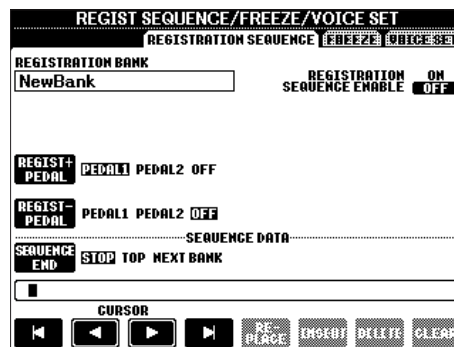 REGIST SEQUENCE/FREEZE/VOICE SET
REGISTRATION SEQUENCE FREEZE VOICE SE
REGISTRATION BANK
NewBank
REGISTRATION SEQUENCE ENABLE ON OFF
REGIST+ PEDAL PEDAL1 PEDAL2 OFF
REGIST- PEDAL PEDAL1 PEDAL2 OFF
SEQUENCE DATA
SEQUENCE END STOP TOP NEXT BANK
CURSOR
RE-PLACE INSERT DELETE CLEAR